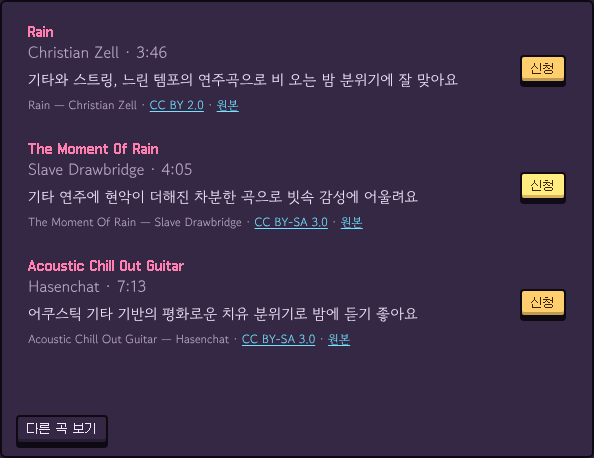 Rain
Christian Zell · 3:46
신청
기타와 스트링, 느린 템포의 연주곡으로 비 오는 밤 분위기에 잘 맞아요
Rain — Christian Zell · CC BY 2.0 · 원본
The Moment Of Rain
Slave Drawbridge · 4:05
신청
기타 연주에 현악이 더해진 차분한 곡으로 빗속 감성에 어울려요
The Moment Of Rain — Slave Drawbridge · CC BY-SA 3.0 · 원본
Acoustic Chill Out Guitar
Hasenchat · 7:13
신청
어쿠스틱 기타 기반의 평화로운 치유 분위기로 밤에 듣기 좋아요
Acoustic Chill Out Guitar — Hasenchat · CC BY-SA 3.0 · 원본
다른 곡 보기